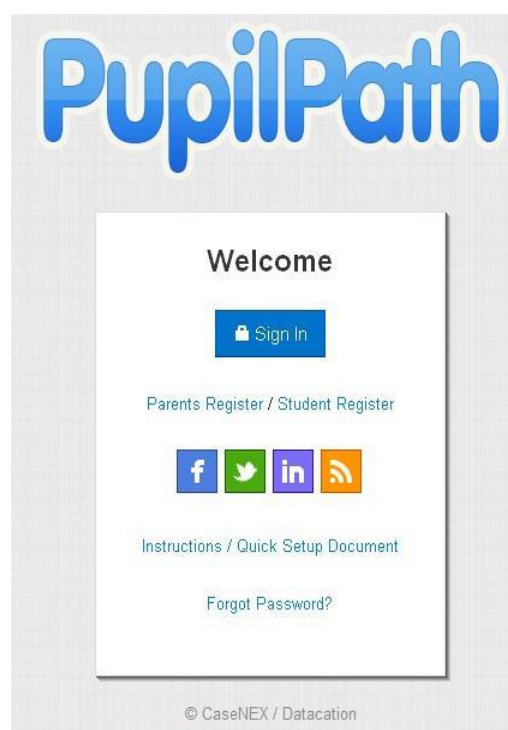 PupilPath
Welcome
Sign In
Parents Register / Student Register
f in
Instructions / Quick Setup Document
Forgot Password?
© CaseNEX / Datacation